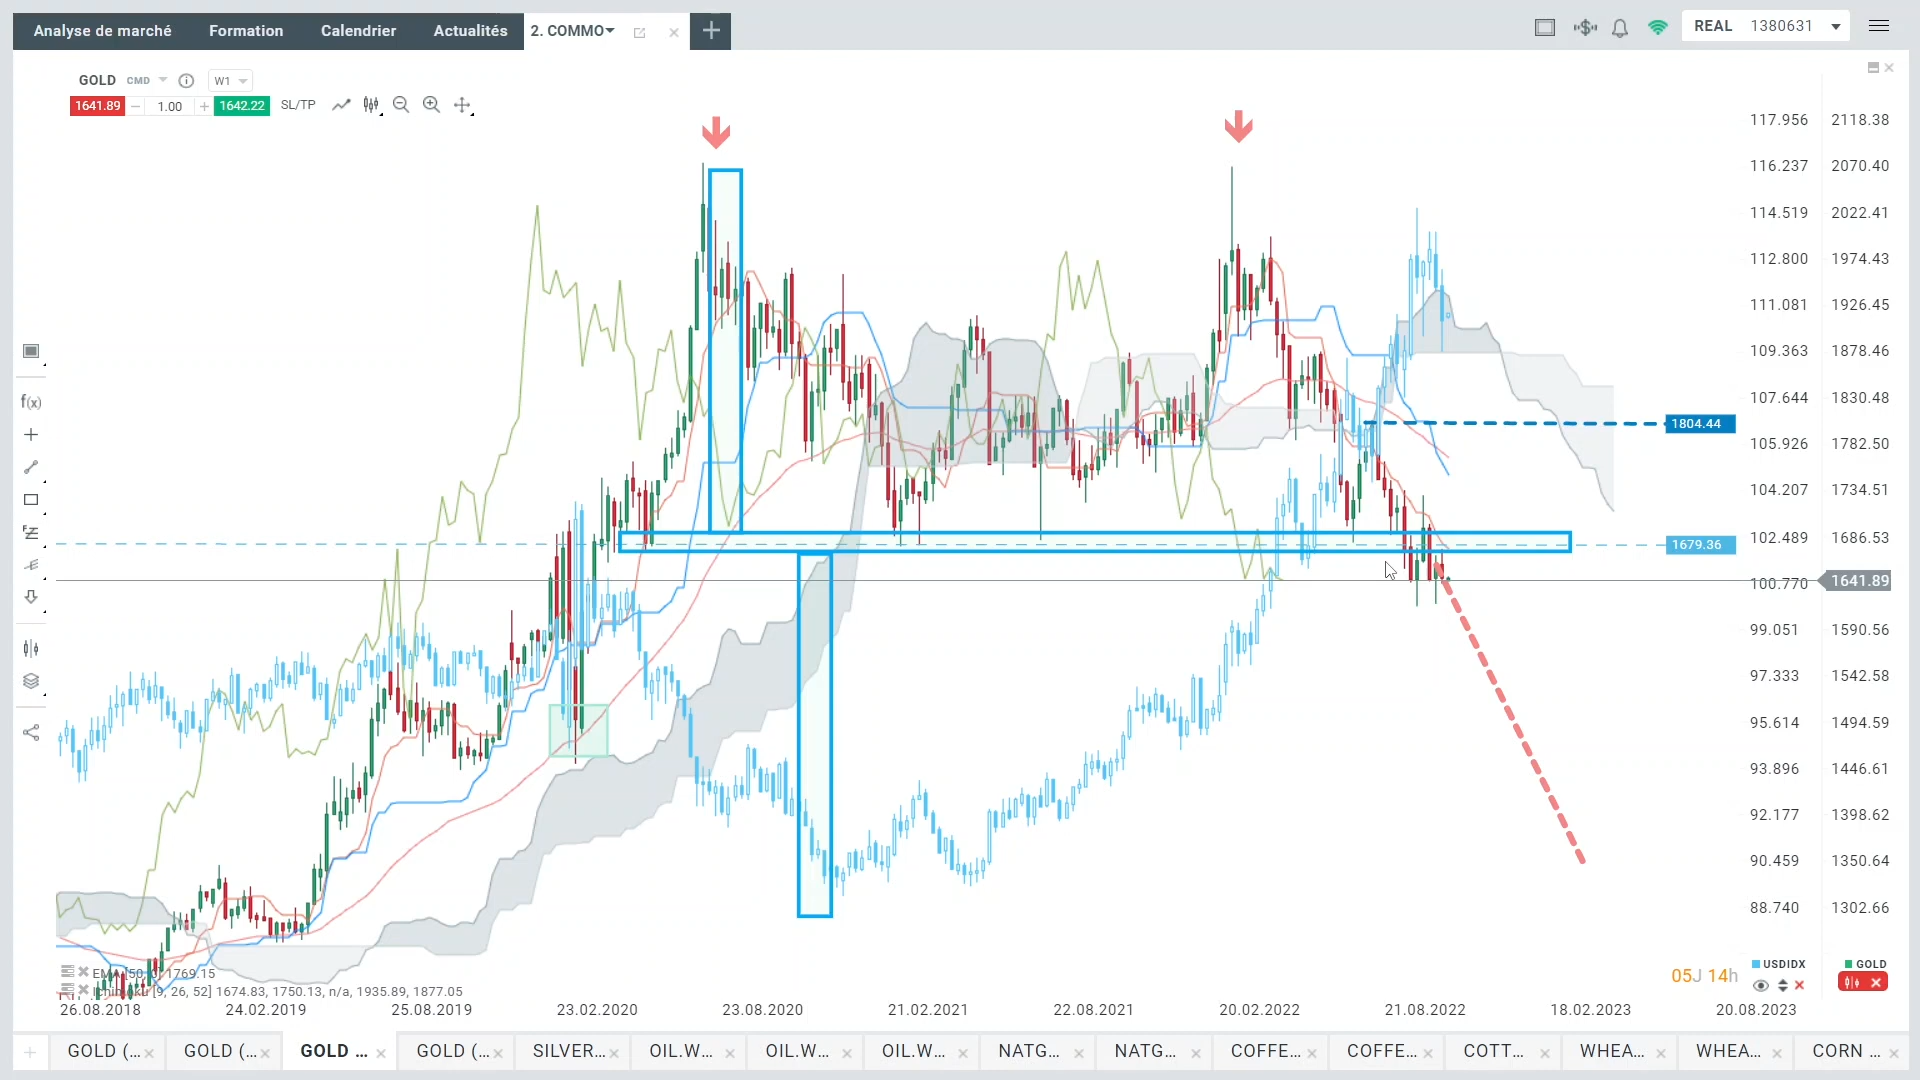 Analyse de marché Formation Calendrier Actualités 2. COMMO REAL 1380631
GOLD CMD W1
1641.89 1.00 1642.22 SL/TP
117.956 2118.38
116.237 2070.40
114.519 2022.41
112.800 1974.43
111.081 1926.45
109.363 1878.46
107.644 1830.48
1804.44
105.926 1782.50
104.207 1734.51
102.489 1686.53
1679.36
100.770 1641.89
99.051 1590.56
97.333 1542.58
95.614 1494.59
93.896 1446.61
92.177 1398.62
90.459 1350.64
88.740 1302.66
f(x)
USDIDX GOLD
05J 14h
EMA [50, 0] 1769.15
Ichimoku [9, 26, 52] 1674.83, 1750.13, n/a, 1935.89, 1877.05
26.08.2018 24.02.2019 25.08.2019 23.02.2020 23.08.2020 21.02.2021 22.08.2021 20.02.2022 21.08.2022 18.02.2023 20.08.2023
GOLD (... GOLD (... GOLD ... GOLD (... SILVER... OIL.W... OIL.W... OIL.W... NATG... NATG... COFFE... COFFE... COTT... WHEA... WHEA... CORN ...